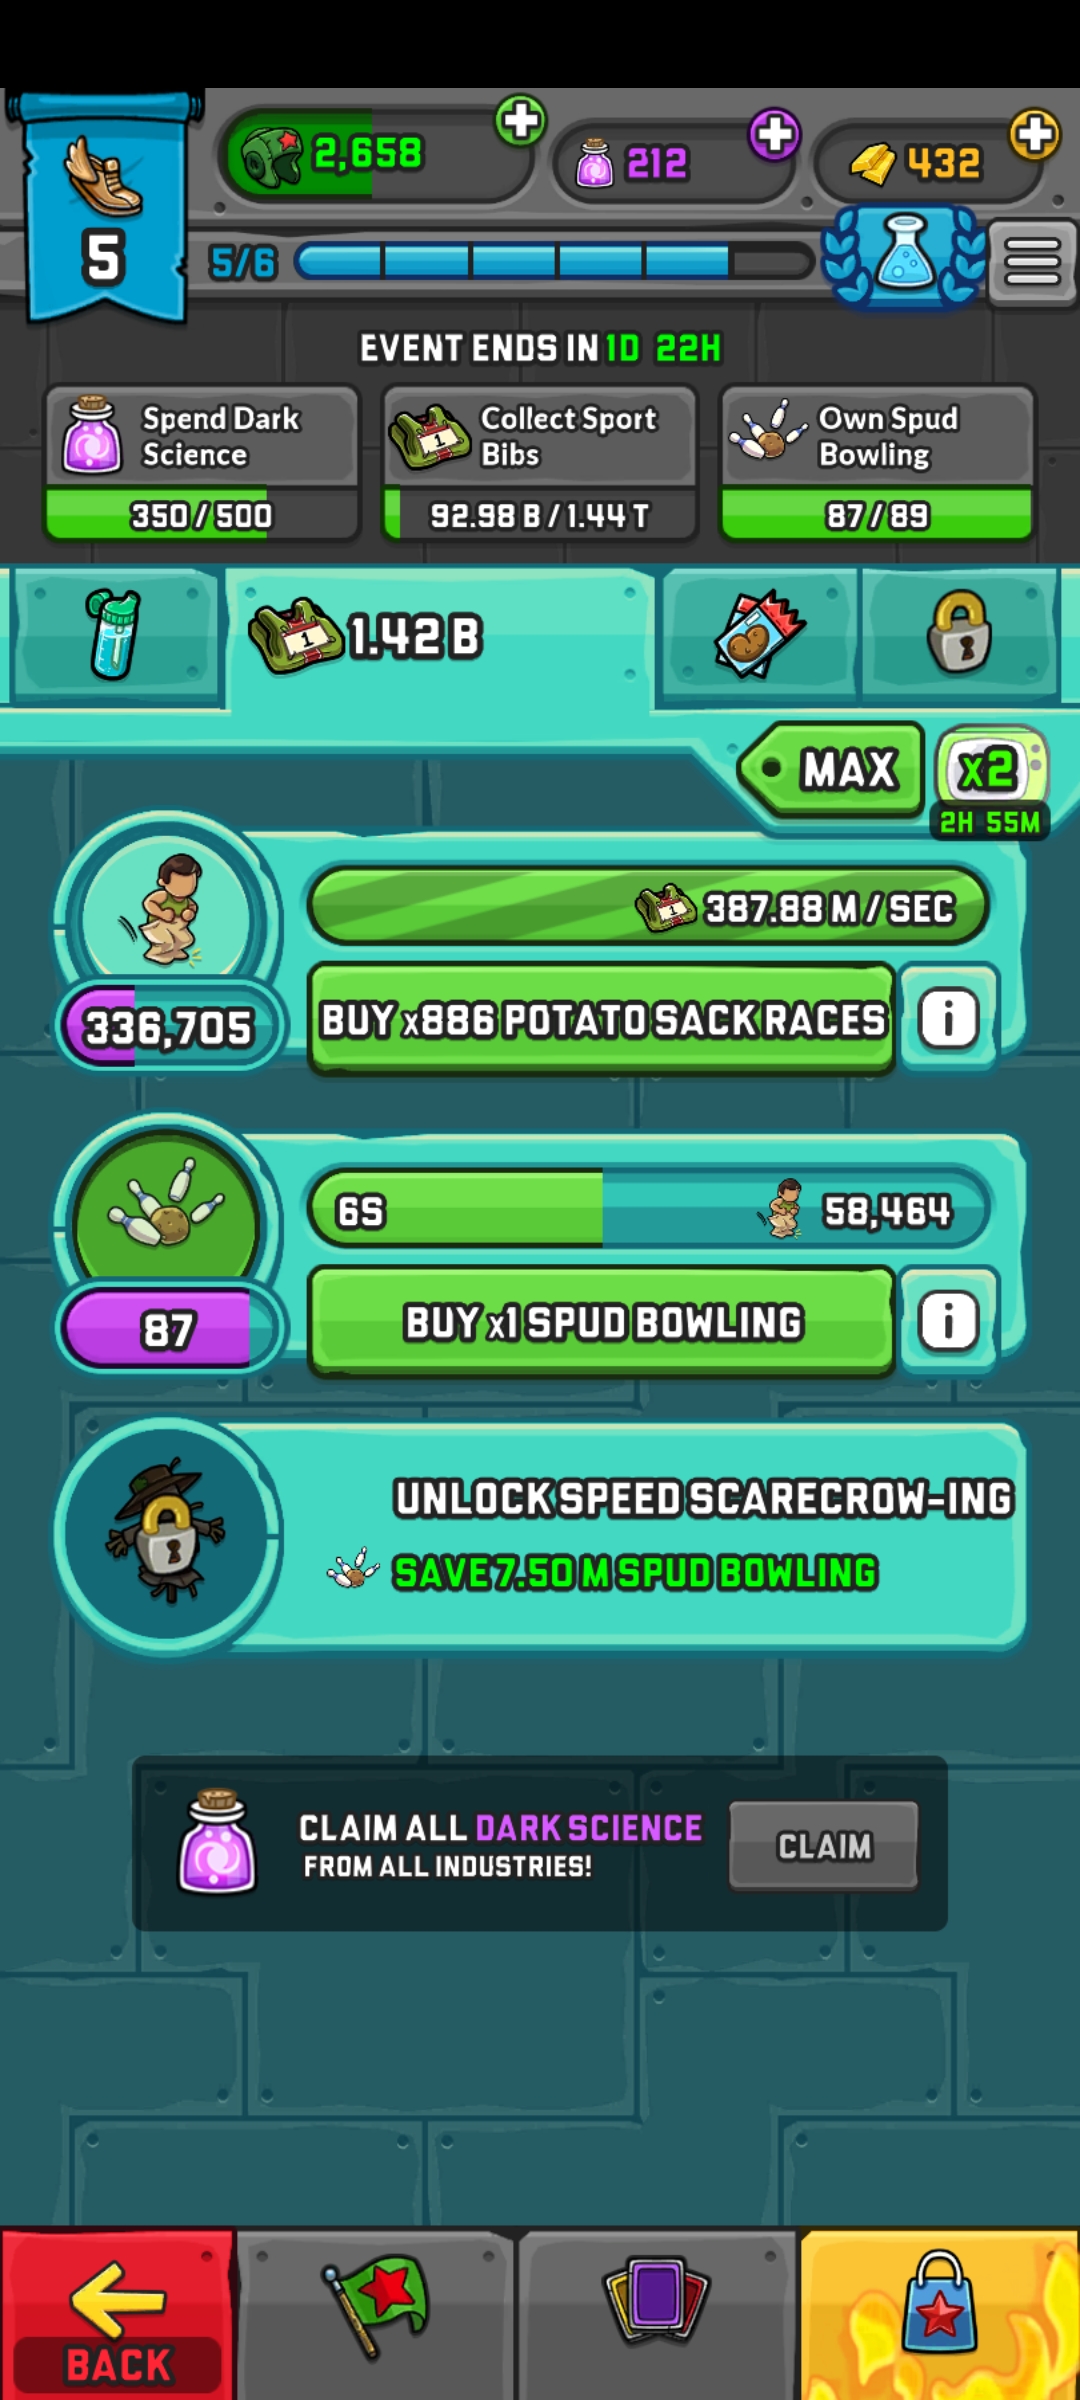 2,658
212
432
5
5/6
EVENT ENDS IN 1D 22H
Spend Dark Science
350/500
Collect Sport Bibs
92.98 B / 1.44 T
Own Spud Bowling
87/89
1
1.42 B
MAX
x2
2H 55M
1
387.88 M / SEC
336,705
BUY x886 POTATO SACK RACES
i
6S
58,464
87
BUY x1 SPUD BOWLING
i
UNLOCK SPEED SCARECROW-ING
SAVE 7.50 M SPUD BOWLING
CLAIM ALL DARK SCIENCE
FROM ALL INDUSTRIES!
CLAIM
BACK